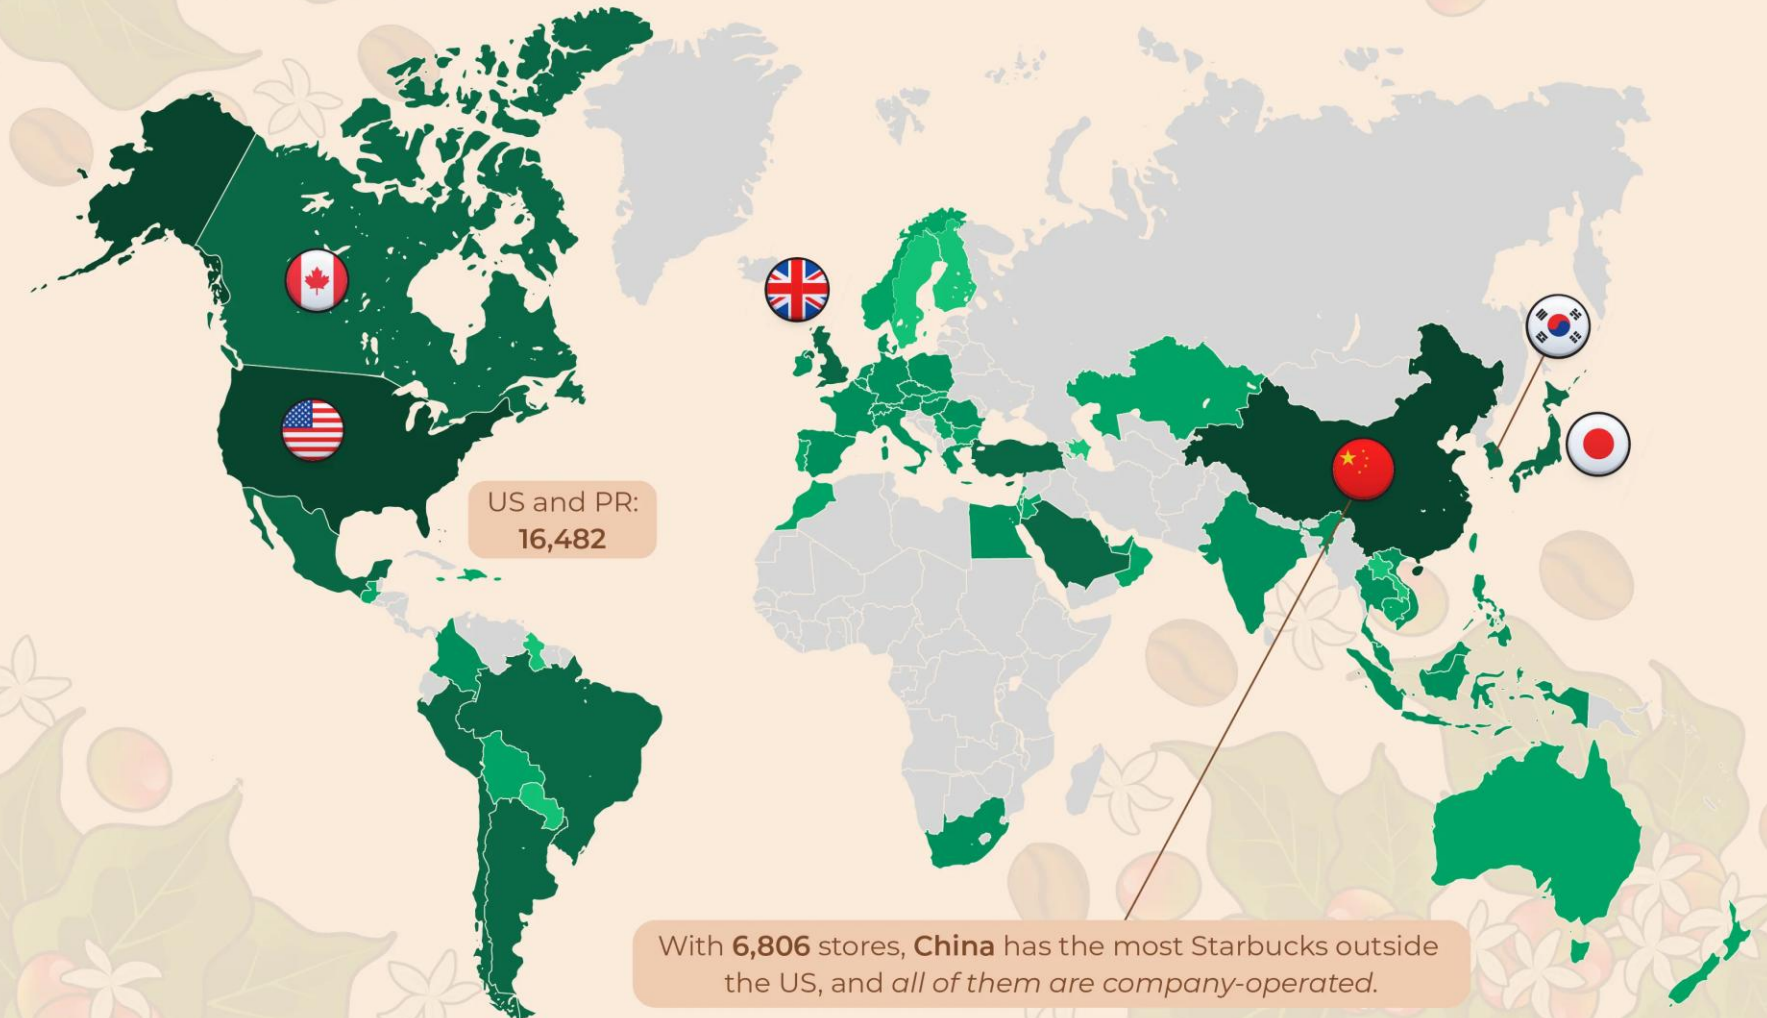 US and PR:
16,482
With 6,806 stores, China has the most Starbucks outside
the US, and all of them are company-operated.